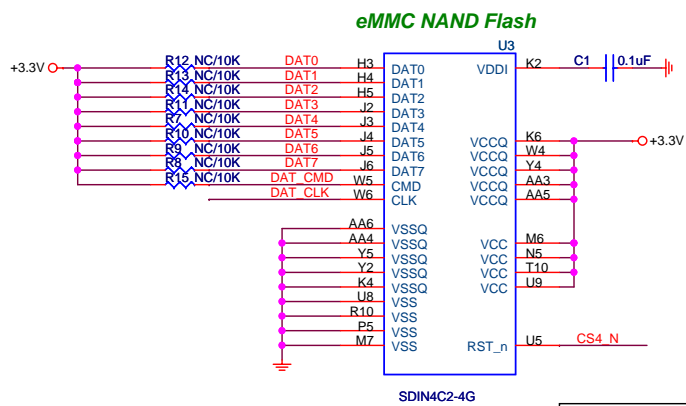 eMMC NAND Flash
U3
+3.3V R12 NC/10K DAT0 H3 DAT0 VDDI K2 C1 0.1uF
R13 NC/10K DAT1 H4 DAT1
R14 NC/10K DAT2 H5 DAT2
R11 NC/10K DAT3 J2 DAT3
R7 NC/10K DAT4 J3 DAT4
R10 NC/10K DAT5 J4 DAT5 VCCQ K6 +3.3V
R9 NC/10K DAT6 J5 DAT6 VCCQ W4
R8 NC/10K DAT7 J6 DAT7 VCCQ Y4
R15 NC/10K DAT_CMD W5 CMD VCCQ AA3
DAT_CLK W6 CLK VCCQ AA5
AA6 VSSQ
AA4 VSSQ VCC M6
Y5 VSSQ VCC N5
Y2 VSSQ VCC T10
K4 VSSQ VCC U9
U8 VSS
R10 VSS
P5 VSS
M7 VSS RST_n U5 CS4_N
SDIN4C2-4G